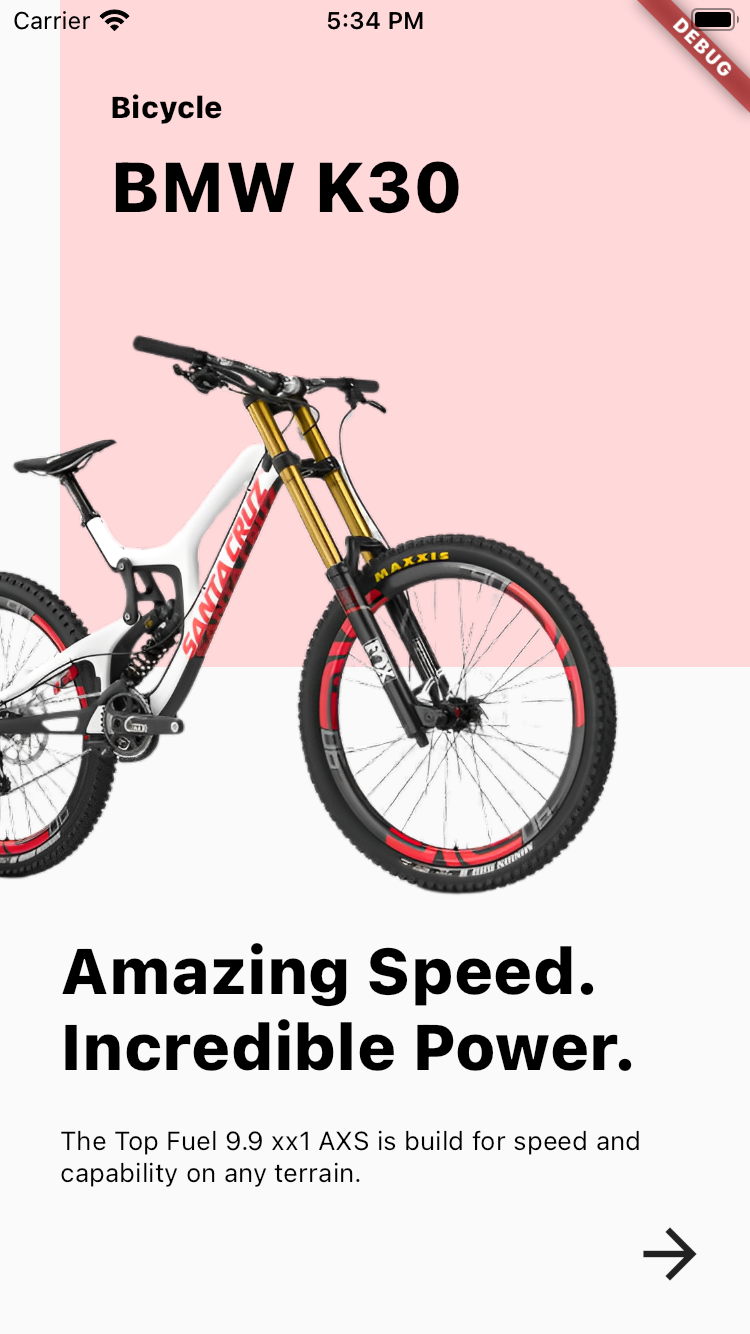 Carrier 5:34 PM
DEBUG
Bicycle
BMW K30
MAXXIS
SANTA CRUZ
FOX
Amazing Speed.
Incredible Power.
The Top Fuel 9.9 xx1 AXS is build for speed and
capability on any terrain.